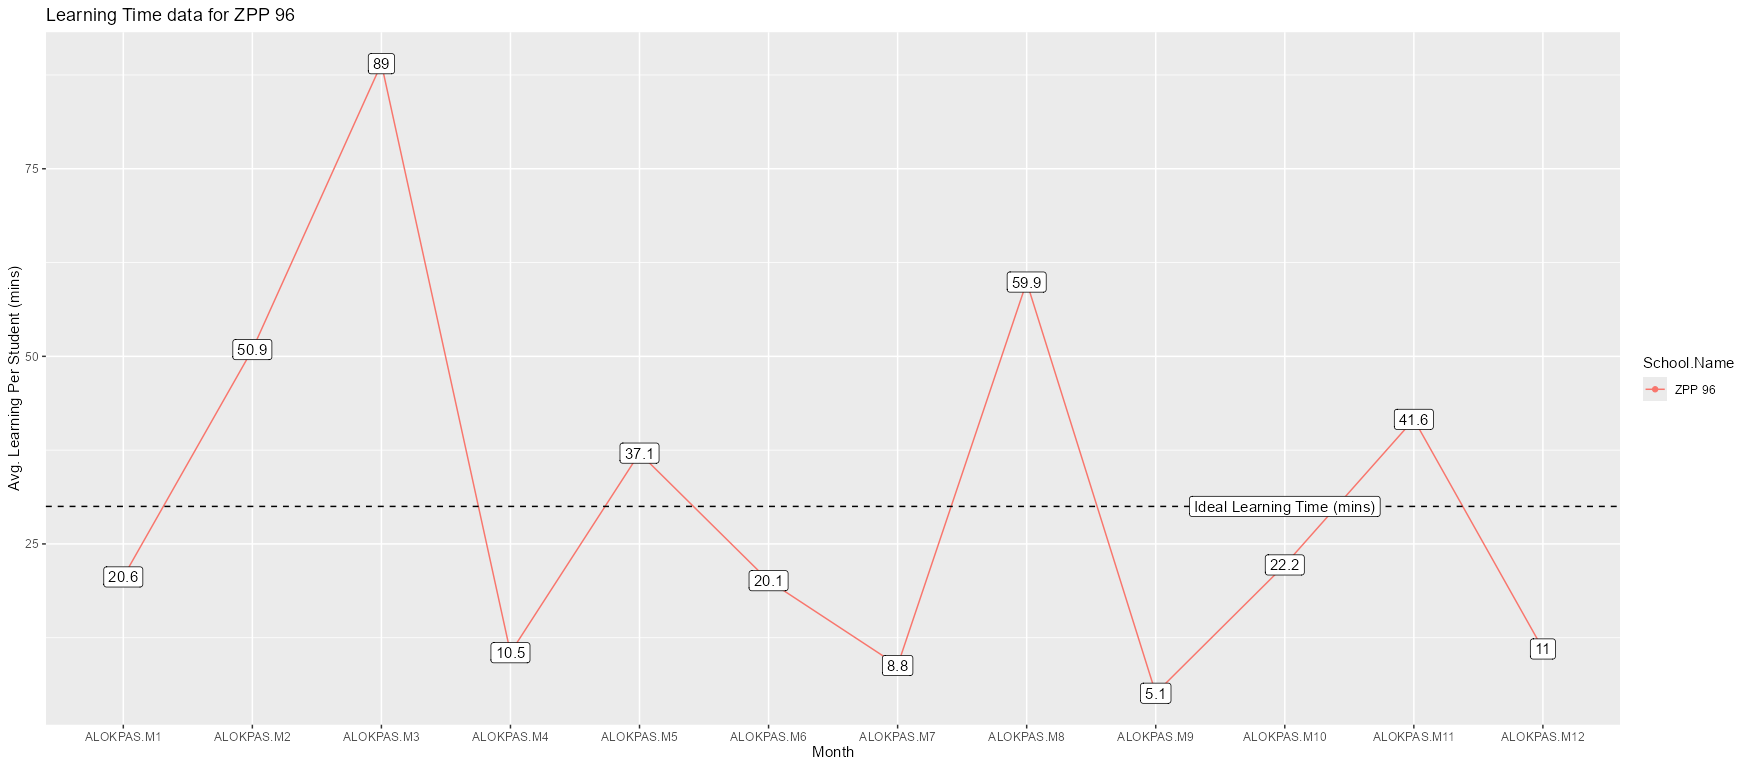 Learning Time data for ZPP 96
Avg. Learning Per Student (mins)
75
50
25
20.6
50.9
89
10.5
37.1
20.1
8.8
59.9
5.1
22.2
41.6
11
Ideal Learning Time (mins)
ALOKPAS.M1 ALOKPAS.M2 ALOKPAS.M3 ALOKPAS.M4 ALOKPAS.M5 ALOKPAS.M6 ALOKPAS.M7 ALOKPAS.M8 ALOKPAS.M9 ALOKPAS.M10 ALOKPAS.M11 ALOKPAS.M12
Month
School.Name
ZPP 96